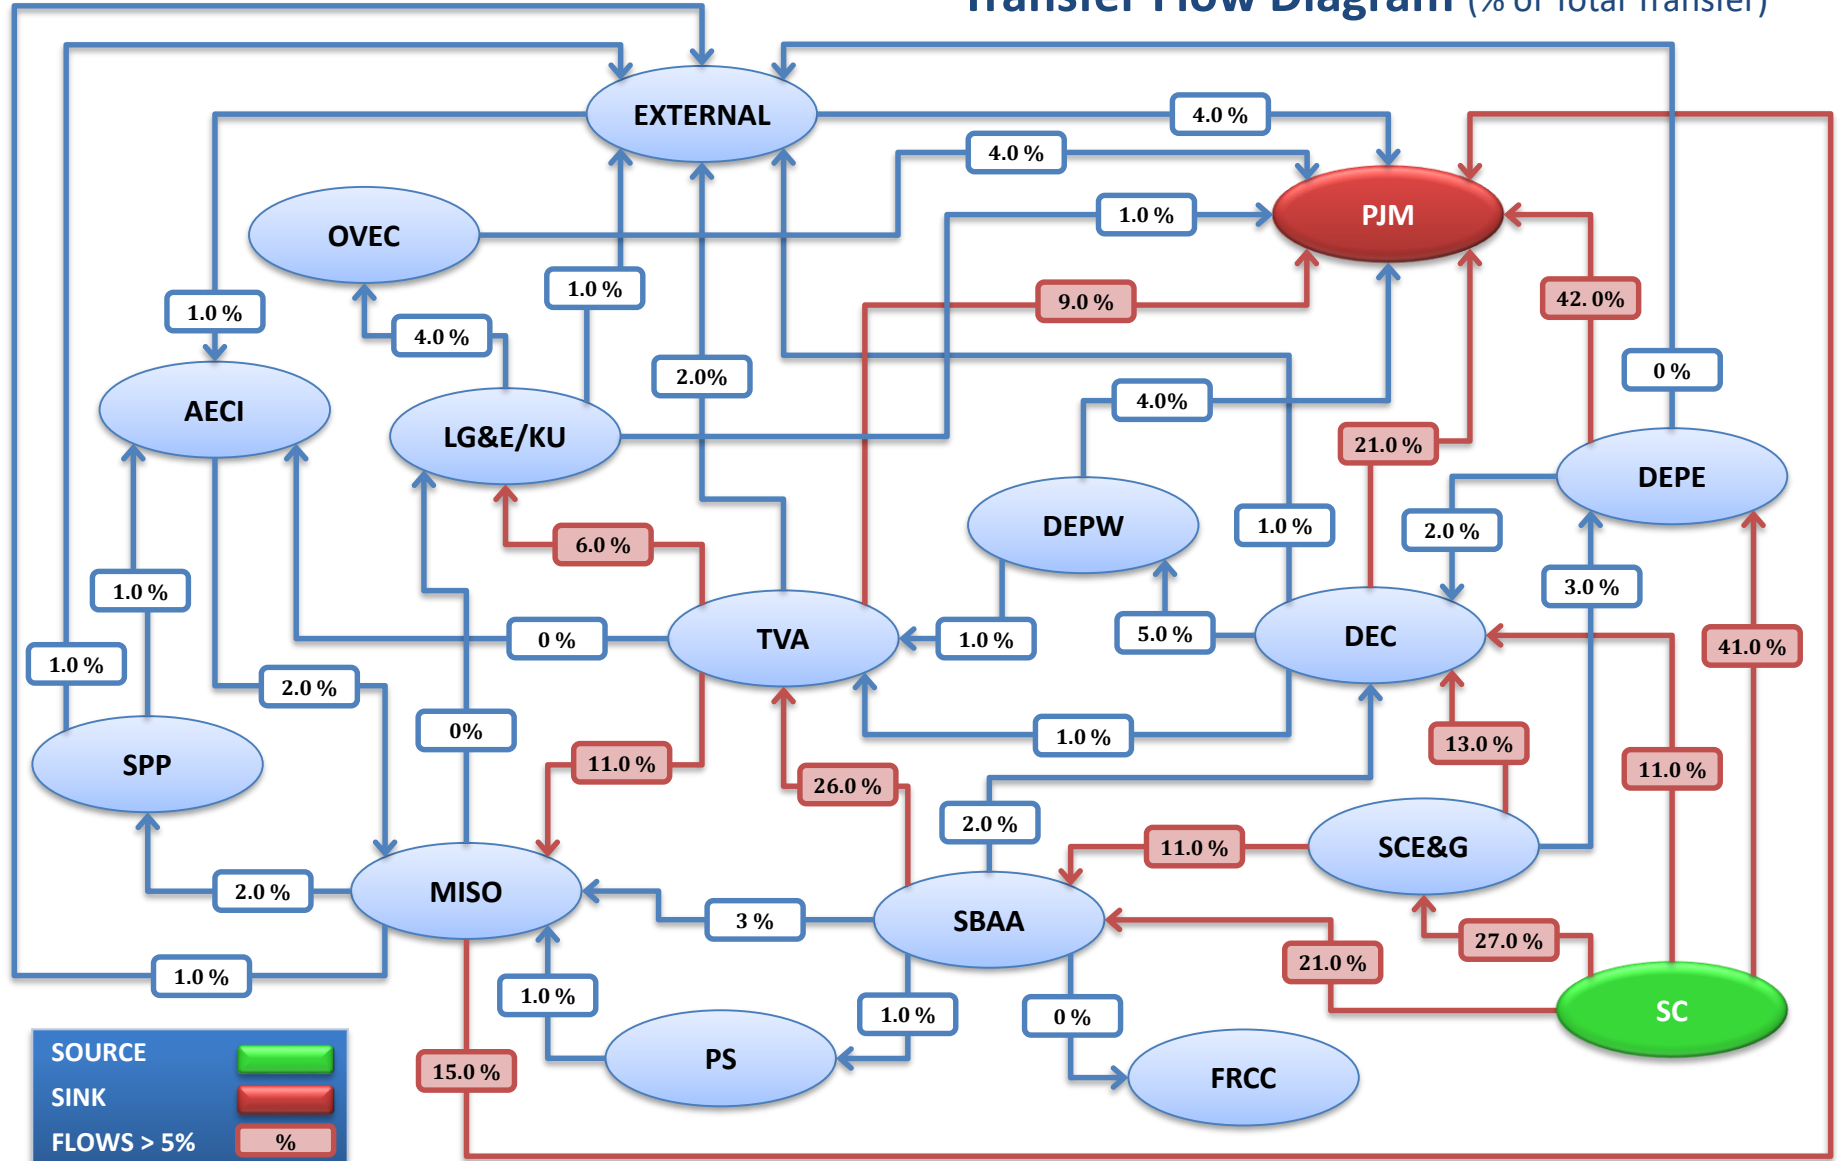 Transfer Flow Diagram (% of Total Transfer)
EXTERNAL
4.0 %
4.0 %
OVEC
1.0 %
PJM
1.0 %
1.0 %
9.0 %
42. 0%
4.0 %
2.0%
0 %
AECI
4.0%
LG&E/KU
21.0 %
DEPE
DEPW
1.0 %
2.0 %
6.0 %
1.0 %
3.0 %
0 %
TVA
1.0 %
5.0 %
DEC
41.0 %
1.0 %
2.0 %
0%
1.0 %
13.0 %
SPP
11.0 %
26.0 %
11.0 %
2.0 %
11.0 %
SCE&G
2.0 %
MISO
3 %
SBAA
27.0 %
1.0 %
21.0 %
1.0 %
1.0 %
0 %
SC
SOURCE
15.0 %
PS
FRCC
SINK
FLOWS > 5%
%